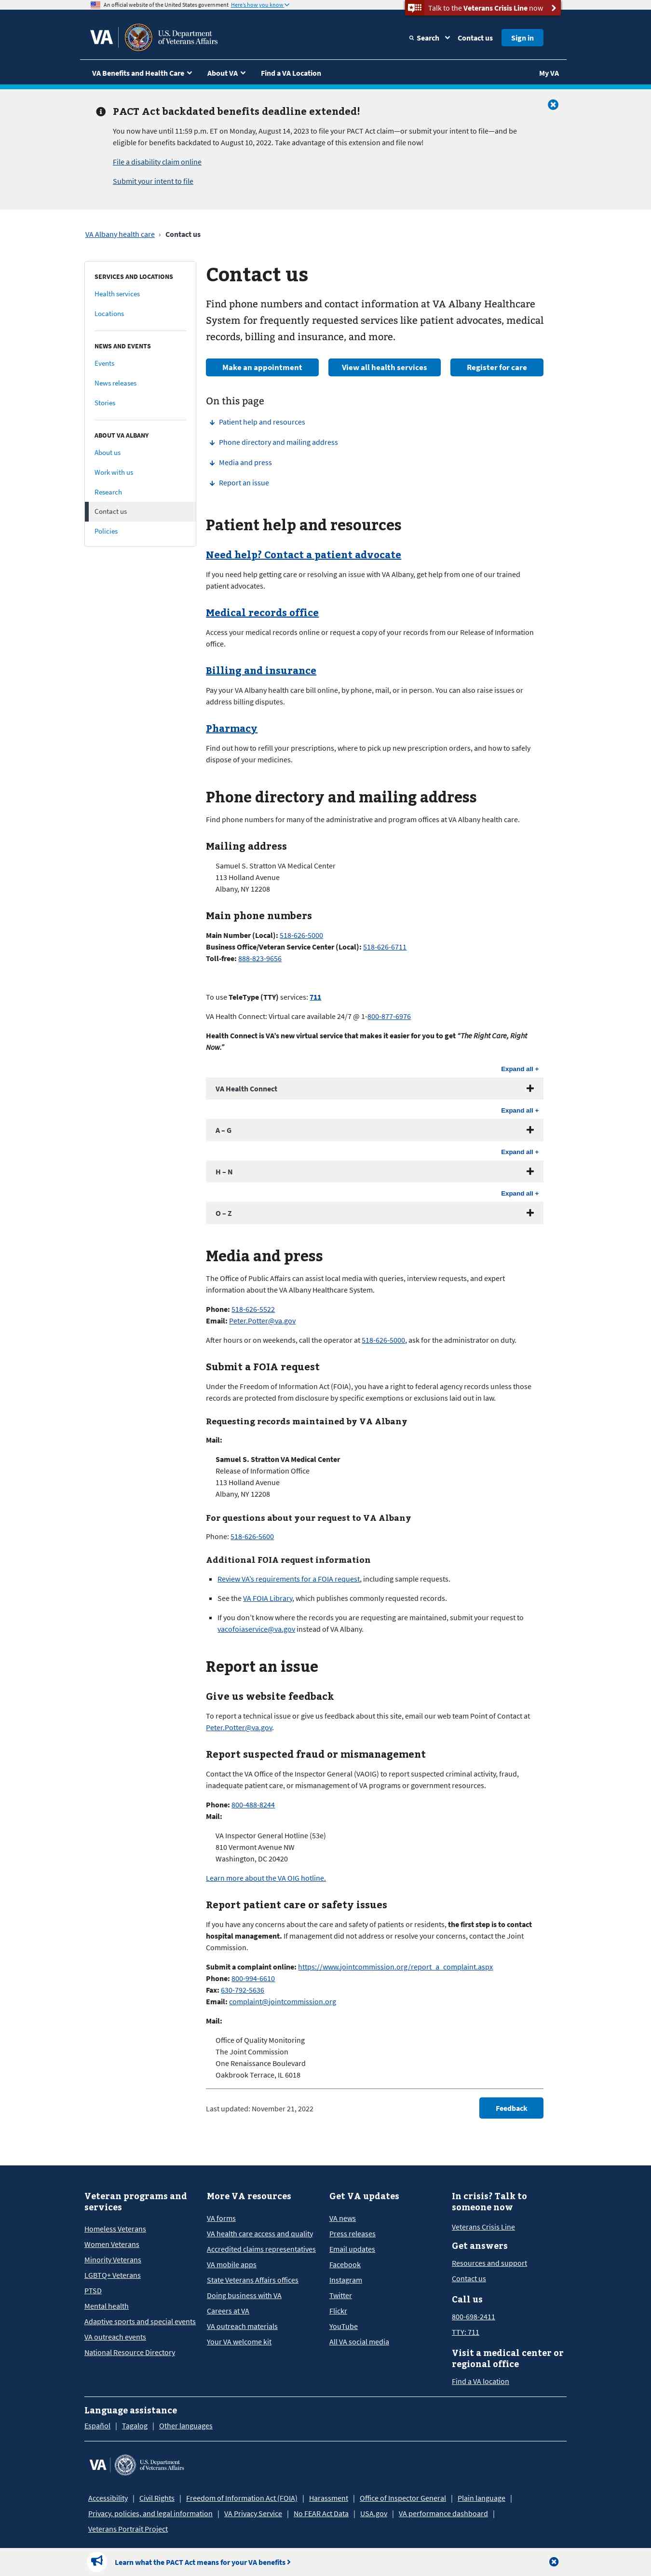 An official website of the United States government Here's how you know
Talk to the Veterans Crisis Line now
VA
U.S. Department
of Veterans Affairs
Search
Contact us
Sign in
VA Benefits and Health Care
About VA
Find a VA Location
My VA
PACT Act backdated benefits deadline extended!
You now have until 11:59 p.m. ET on Monday, August 14, 2023 to file your PACT Act claim—or submit your intent to file—and be
eligible for benefits backdated to August 10, 2022. Take advantage of this extension and file now!
File a disability claim online
Submit your intent to file
VA Albany health care › Contact us
SERVICES AND LOCATIONS
Health services
Locations
NEWS AND EVENTS
Events
News releases
Stories
ABOUT VA ALBANY
About us
Work with us
Research
Contact us
Policies
Contact us
Find phone numbers and contact information at VA Albany Healthcare
System for frequently requested services like patient advocates, medical
records, billing and insurance, and more.
Make an appointment
View all health services
Register for care
On this page
Patient help and resources
Phone directory and mailing address
Media and press
Report an issue
Patient help and resources
Need help? Contact a patient advocate
If you need help getting care or resolving an issue with VA Albany, get help from one of our trained
patient advocates.
Medical records office
Access your medical records online or request a copy of your records from our Release of Information
office.
Billing and insurance
Pay your VA Albany health care bill online, by phone, mail, or in person. You can also raise issues or
address billing disputes.
Pharmacy
Find out how to refill your prescriptions, where to pick up new prescription orders, and how to safely
dispose of your medicines.
Phone directory and mailing address
Find phone numbers for many of the administrative and program offices at VA Albany health care.
Mailing address
Samuel S. Stratton VA Medical Center
113 Holland Avenue
Albany, NY 12208
Main phone numbers
Main Number (Local): 518-626-5000
Business Office/Veteran Service Center (Local): 518-626-6711
Toll-free: 888-823-9656
To use TeleType (TTY) services: 711
VA Health Connect: Virtual care available 24/7 @ 1-800-877-6976
Health Connect is VA's new virtual service that makes it easier for you to get "The Right Care, Right
Now."
Expand all +
VA Health Connect
Expand all +
A – G
Expand all +
H – N
Expand all +
O – Z
Media and press
The Office of Public Affairs can assist local media with queries, interview requests, and expert
information about the VA Albany Healthcare System.
Phone: 518-626-5522
Email: Peter.Potter@va.gov
After hours or on weekends, call the operator at 518-626-5000, ask for the administrator on duty.
Submit a FOIA request
Under the Freedom of Information Act (FOIA), you have a right to federal agency records unless those
records are protected from disclosure by specific exemptions or exclusions laid out in law.
Requesting records maintained by VA Albany
Mail:
Samuel S. Stratton VA Medical Center
Release of Information Office
113 Holland Avenue
Albany, NY 12208
For questions about your request to VA Albany
Phone: 518-626-5600
Additional FOIA request information
Review VA's requirements for a FOIA request, including sample requests.
See the VA FOIA Library, which publishes commonly requested records.
If you don't know where the records you are requesting are maintained, submit your request to
vacofoiaservice@va.gov instead of VA Albany.
Report an issue
Give us website feedback
To report a technical issue or give us feedback about this site, email our web team Point of Contact at
Peter.Potter@va.gov.
Report suspected fraud or mismanagement
Contact the VA Office of the Inspector General (VAOIG) to report suspected criminal activity, fraud,
inadequate patient care, or mismanagement of VA programs or government resources.
Phone: 800-488-8244
Mail:
VA Inspector General Hotline (53e)
810 Vermont Avenue NW
Washington, DC 20420
Learn more about the VA OIG hotline.
Report patient care or safety issues
If you have any concerns about the care and safety of patients or residents, the first step is to contact
hospital management. If management did not address or resolve your concerns, contact the Joint
Commission.
Submit a complaint online: https://www.jointcommission.org/report_a_complaint.aspx
Phone: 800-994-6610
Fax: 630-792-5636
Email: complaint@jointcommission.org
Mail:
Office of Quality Monitoring
The Joint Commission
One Renaissance Boulevard
Oakbrook Terrace, IL 6018
Last updated: November 21, 2022
Feedback
Veteran programs and
services
Homeless Veterans
Women Veterans
Minority Veterans
LGBTQ+ Veterans
PTSD
Mental health
Adaptive sports and special events
VA outreach events
National Resource Directory
More VA resources
VA forms
VA health care access and quality
Accredited claims representatives
VA mobile apps
State Veterans Affairs offices
Doing business with VA
Careers at VA
VA outreach materials
Your VA welcome kit
Get VA updates
VA news
Press releases
Email updates
Facebook
Instagram
Twitter
Flickr
YouTube
All VA social media
In crisis? Talk to
someone now
Veterans Crisis Line
Get answers
Resources and support
Contact us
Call us
800-698-2411
TTY: 711
Visit a medical center or
regional office
Find a VA location
Language assistance
Español | Tagalog | Other languages
VA
U.S. Department
of Veterans Affairs
Accessibility | Civil Rights | Freedom of Information Act (FOIA) | Harassment | Office of Inspector General | Plain language |
Privacy, policies, and legal information | VA Privacy Service | No FEAR Act Data | USA.gov | VA performance dashboard |
Veterans Portrait Project
Learn what the PACT Act means for your VA benefits